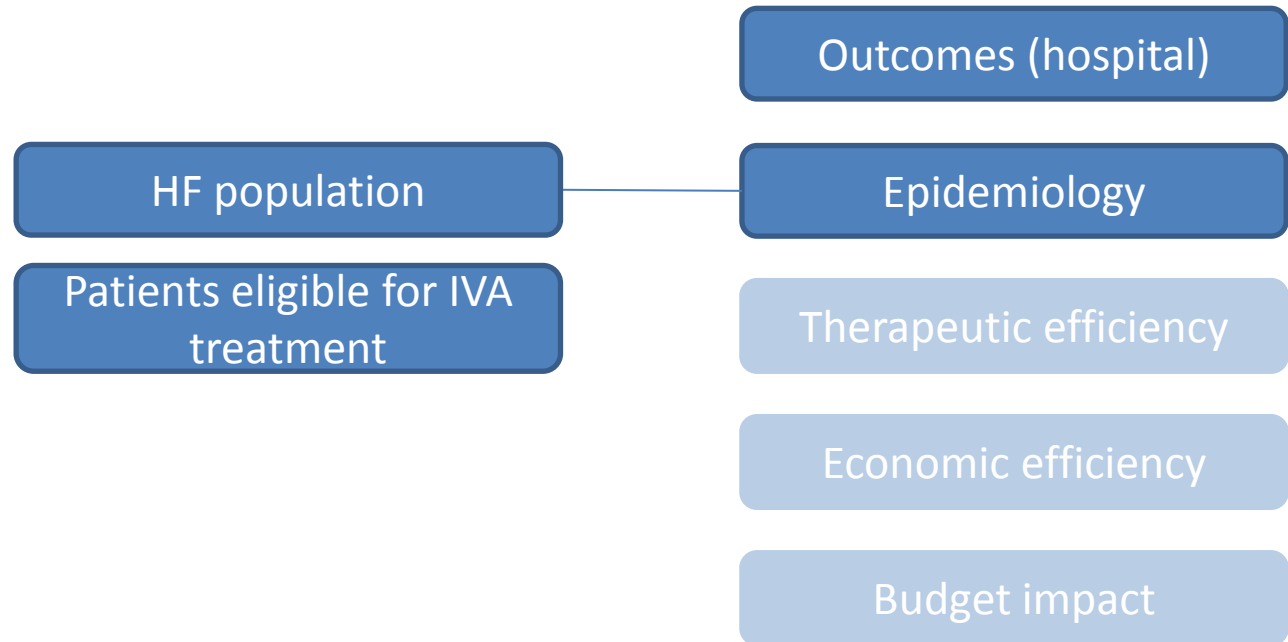 Outcomes (hospital)
HF population
Epidemiology
Patients eligible for IVA
treatment
Therapeutic efficiency
Economic efficiency
Budget impact